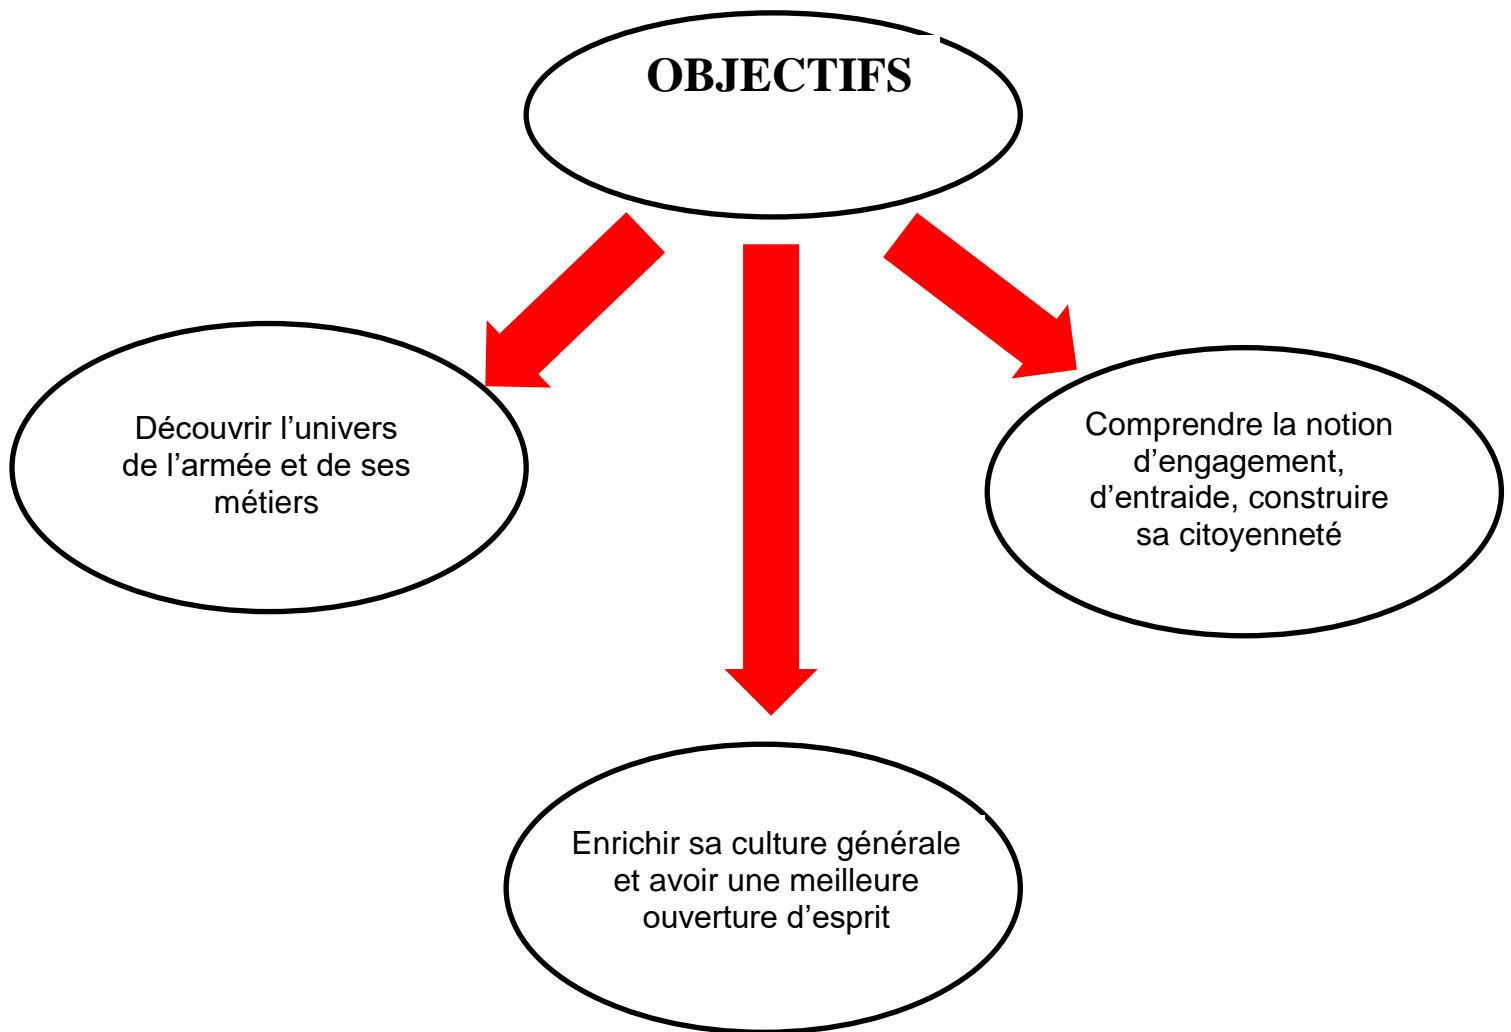 OBJECTIFS
Découvrir l’univers
de l’armée et de ses
métiers
Comprendre la notion
d’engagement,
d’entraide, construire
sa citoyenneté
Enrichir sa culture générale
et avoir une meilleure
ouverture d’esprit